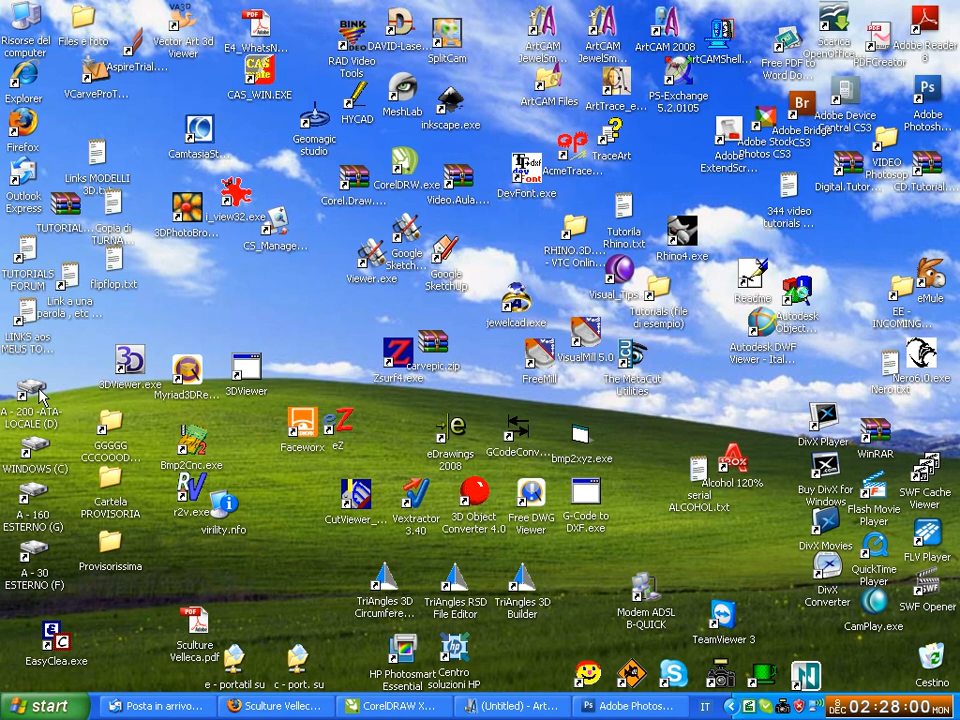 Risorse del
computer
Files e foto
Vector Art 3d
Viewer
AspireTrial....
VCarveProT...
E4_WhatsN...
CAS_WIN.EXE
RAD Video
Tools
DAVID-Lase...
SplitCam
ArtCAM
JewelSm...
ArtCAM
JewelSm...
ArtCAM 2008
ArtCAMShell...
Free PDF to
Word Do...
Scarica
OpenOffice...
PDFCreator
Adobe Reader
8
Explorer
Firefox
Outlook
Express
Links MODELLI
3D.txt
CamtasiaSt...
Geomagic
studio
HYCAD
MeshLab
inkscape.exe
ArtCAM Files
ArtTrace_e...
PS-Exchange
5.2.0105
Adobe Bridge
CS3
Adobe Device
Central CS3
Adobe
Photosh...
Adobe
ExtendScr...
Adobe Stock
Photos CS3
VIDEO
Photosop
Digital.Tutor...
CD.Tutorial....
TraceArt
AcmeTrace...
DevFont.exe
CorelDRW.exe
Corel.Draw....
Video.Aula....
TUTORIAL...
Copia di
TURNA...
3DPhotoBro...
i_view32.exe
CS_Manage...
Google
Sketch...
Viewer.exe
Google
SketchUp
RHINO.3D....
- VTC Onlin...
Tutorila
Rhino.txt
Rhino4.exe
344 video
tutorials ...
TUTORIALS
FORUM
flipflop.txt
Link a una
parola , etc ...
LINKS aos
MEUS TO...
jewelcad.exe
Visual_Tips...
Tutorials (file
di esempio)
Readme
Autodesk
Object...
Autodesk DWF
Viewer - Ital...
EE -
INCOMING...
eMule
Nero.txt
Nero6.0.exe
3DViewer.exe
Myriad3DRe...
3DViewer
Zsurf4.exe
carvepic.zip
FreeMill
VisualMill 5.0
The MetaCut
Utilities
A - 200 -ATA-
LOCALE (D)
GGGGG
CCCOOOD...
Bmp2Cnc.exe
Faceworx
eZ
eDrawings
2008
GCodeConv...
bmp2xyz.exe
DivX Player
WinRAR
WINDOWS (C)
Cartela
PROVISORIA
r2v.exe
virility.nfo
CutViewer_...
Vextractor
3.40
3D Object
Converter 4.0
Free DWG
Viewer
G-Code to
DXF.exe
serial
ALCOHOL.txt
Alcohol 120%
Buy DivX for
Windows
Flash Movie
Player
SWF Cache
Viewer
A - 160
ESTERNO (G)
Provisorissima
DivX Movies
QuickTime
Player
FLV Player
A - 30
ESTERNO (F)
TriAngles 3D
Circumfere...
TriAngles RSD
File Editor
TriAngles 3D
Builder
Modem ADSL
B-QUICK
TeamViewer 3
DivX
Converter
CamPlay.exe
SWF Opener
EasyClea.exe
Sculture
Velleca.pdf
e - portatil su
c - port. su
HP Photosmart
Essential
Centro
soluzioni HP
Cestino
start
Posta in arrivo...
Sculture Vellec...
CorelDRAW X...
(Untitled) - Art...
Adobe Photos...
IT
8
DEC
02:28:00
MON